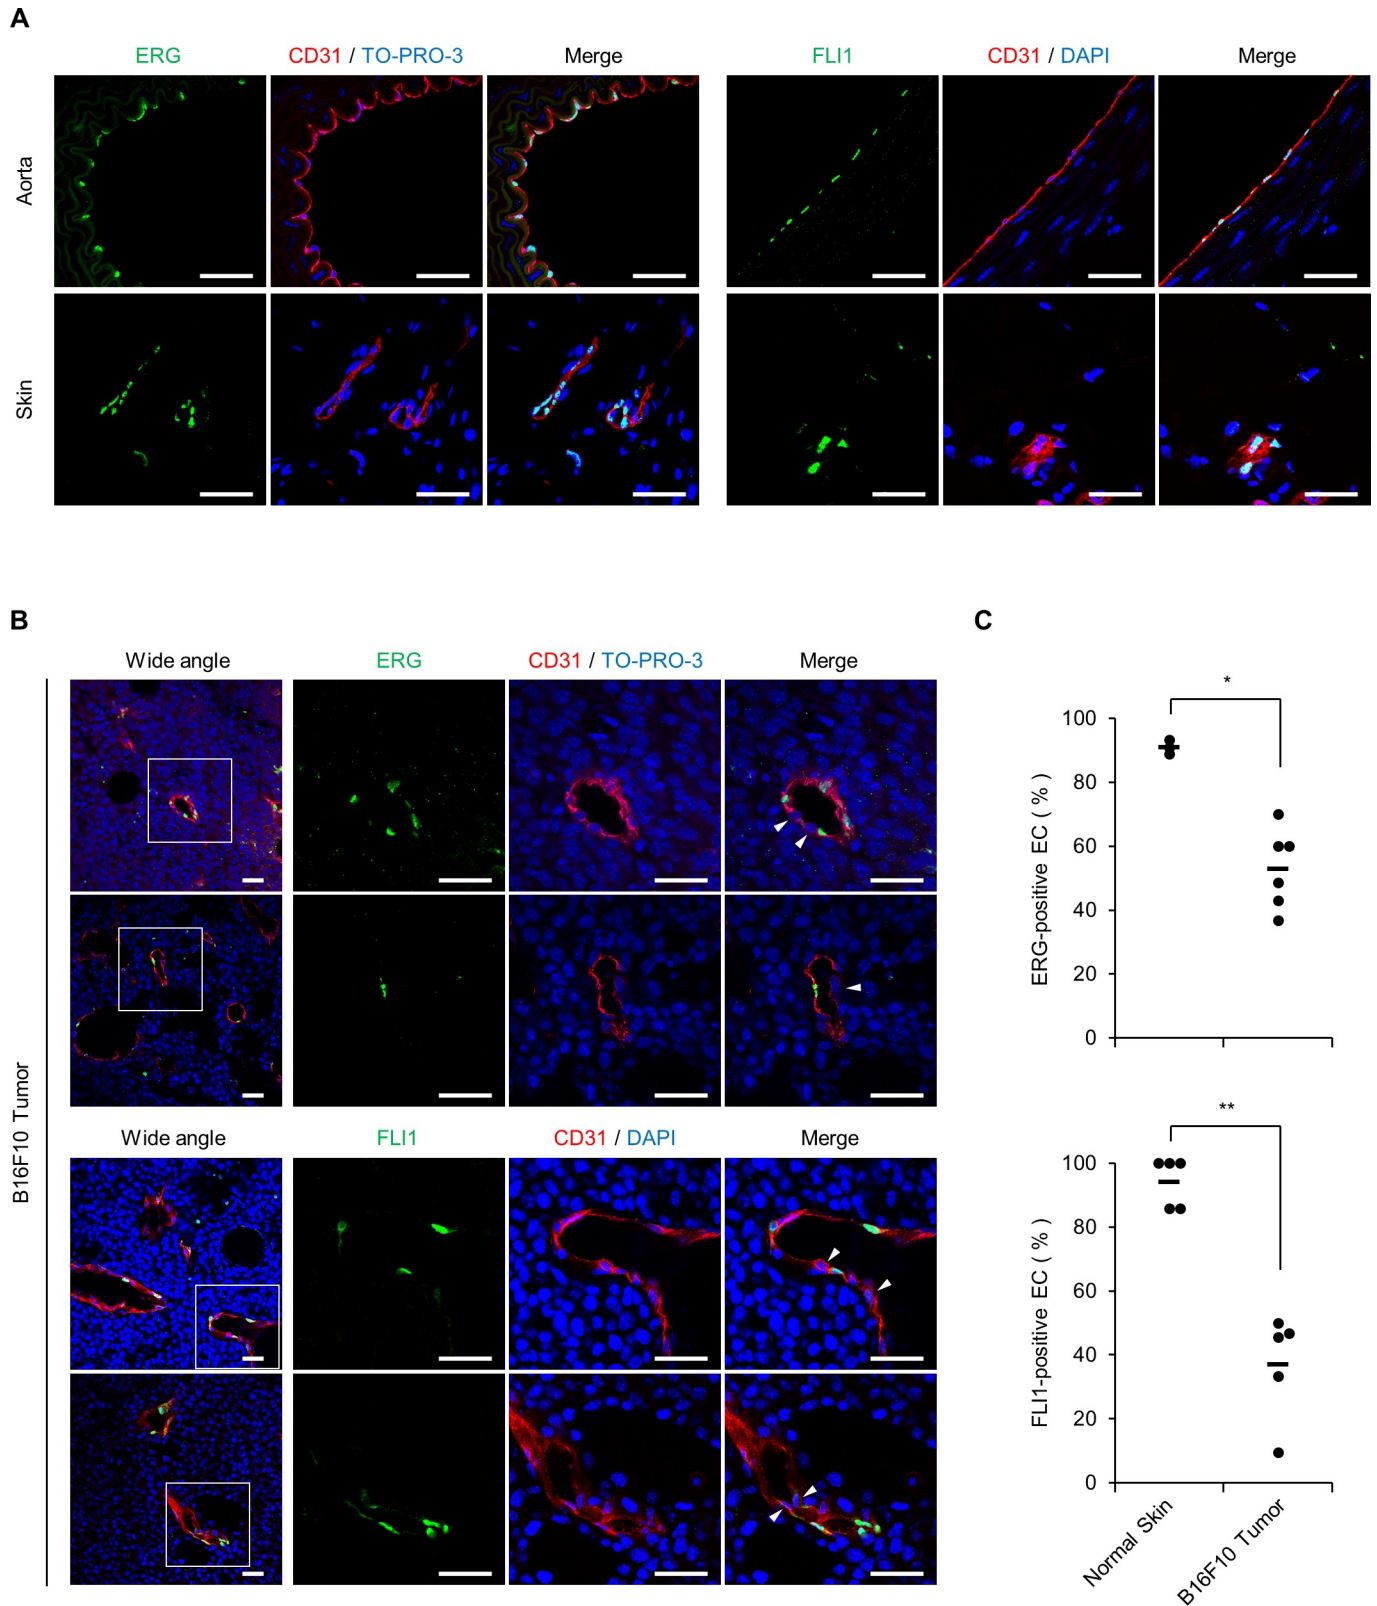 A
ERG
CD31 / TO-PRO-3
Merge
FLI1
CD31 / DAPI
Merge
Aorta
Skin
B
Wide angle
ERG
CD31 / TO-PRO-3
Merge
B16F10 Tumor
Wide angle
FLI1
CD31 / DAPI
Merge
C
*
100
80
60
40
20
0
ERG-positive EC ( % )
**
100
80
60
40
20
0
FLI1-positive EC ( % )
Normal Skin
B16F10 Tumor